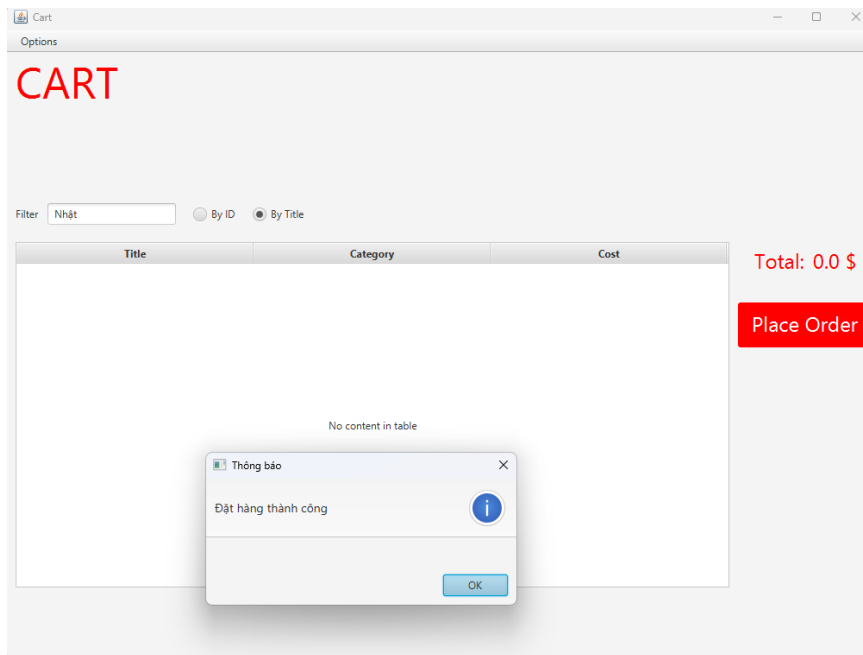 Cart
Options
CART
Filter Nhật By ID By Title
Title Category Cost
Total: 0.0 $
Place Order
No content in table
Thông báo
Đặt hàng thành công
i
OK